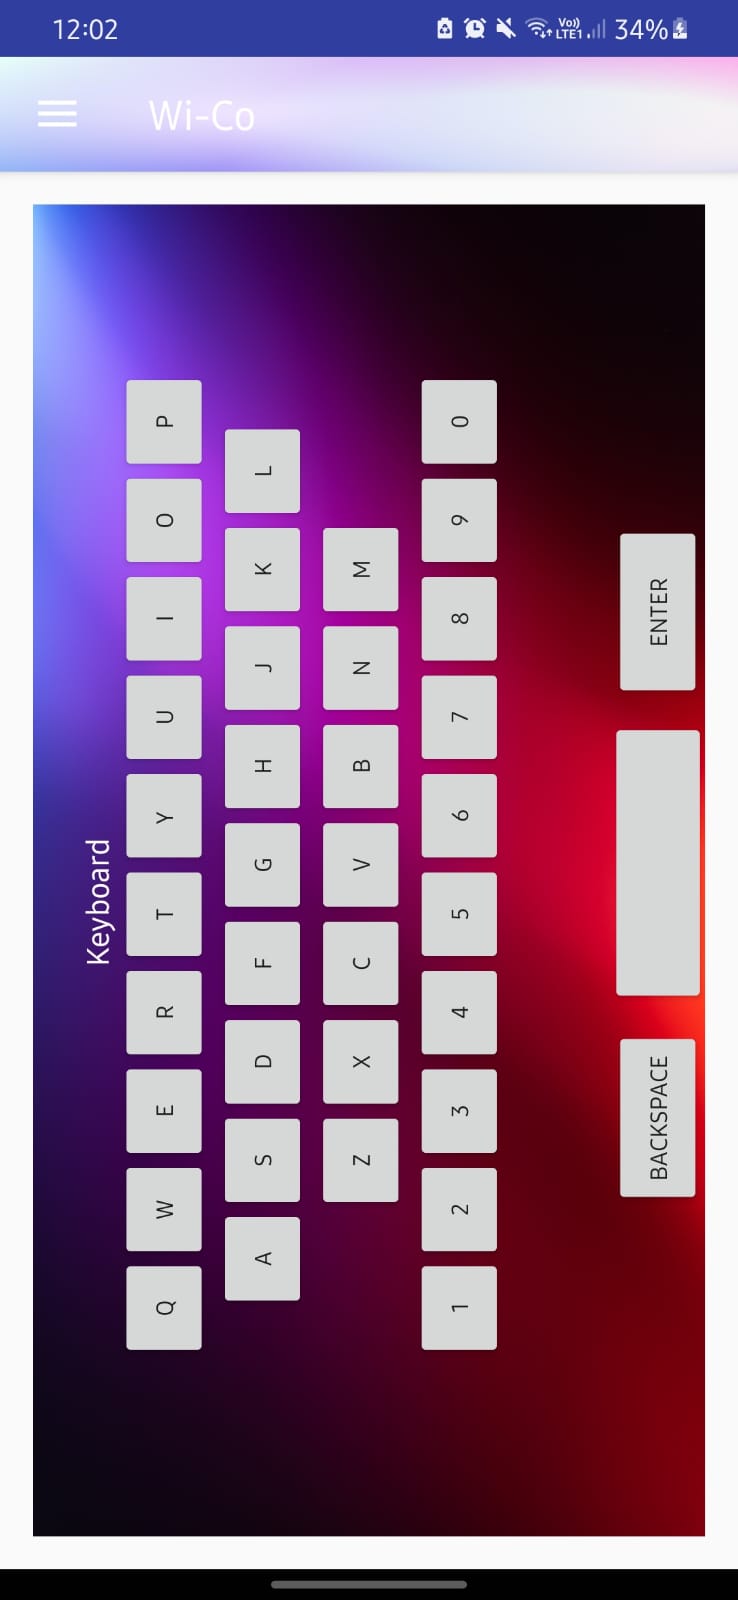 12:02 Vo)) LTE1 34%
Wi-Co
Keyboard
Q W E R T Y U I O P
A S D F G H J K L
Z X C V B N M
1 2 3 4 5 6 7 8 9 0
BACKSPACE ENTER